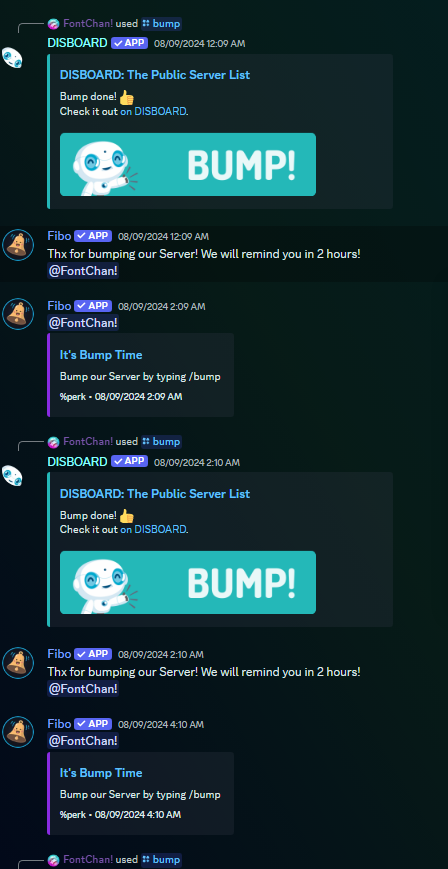 FontChan! used bump
DISBOARD ✓ APP 08/09/2024 12:09 AM
DISBOARD: The Public Server List
Bump done! 👍
Check it out on DISBOARD.
BUMP!
Fibo ✓ APP 08/09/2024 12:09 AM
Thx for bumping our Server! We will remind you in 2 hours!
@FontChan!
Fibo ✓ APP 08/09/2024 2:09 AM
@FontChan!
It's Bump Time
Bump our Server by typing /bump
%perk • 08/09/2024 2:09 AM
FontChan! used bump
DISBOARD ✓ APP 08/09/2024 2:10 AM
DISBOARD: The Public Server List
Bump done! 👍
Check it out on DISBOARD.
BUMP!
Fibo ✓ APP 08/09/2024 2:10 AM
Thx for bumping our Server! We will remind you in 2 hours!
@FontChan!
Fibo ✓ APP 08/09/2024 4:10 AM
@FontChan!
It's Bump Time
Bump our Server by typing /bump
%perk • 08/09/2024 4:10 AM
FontChan! used bump